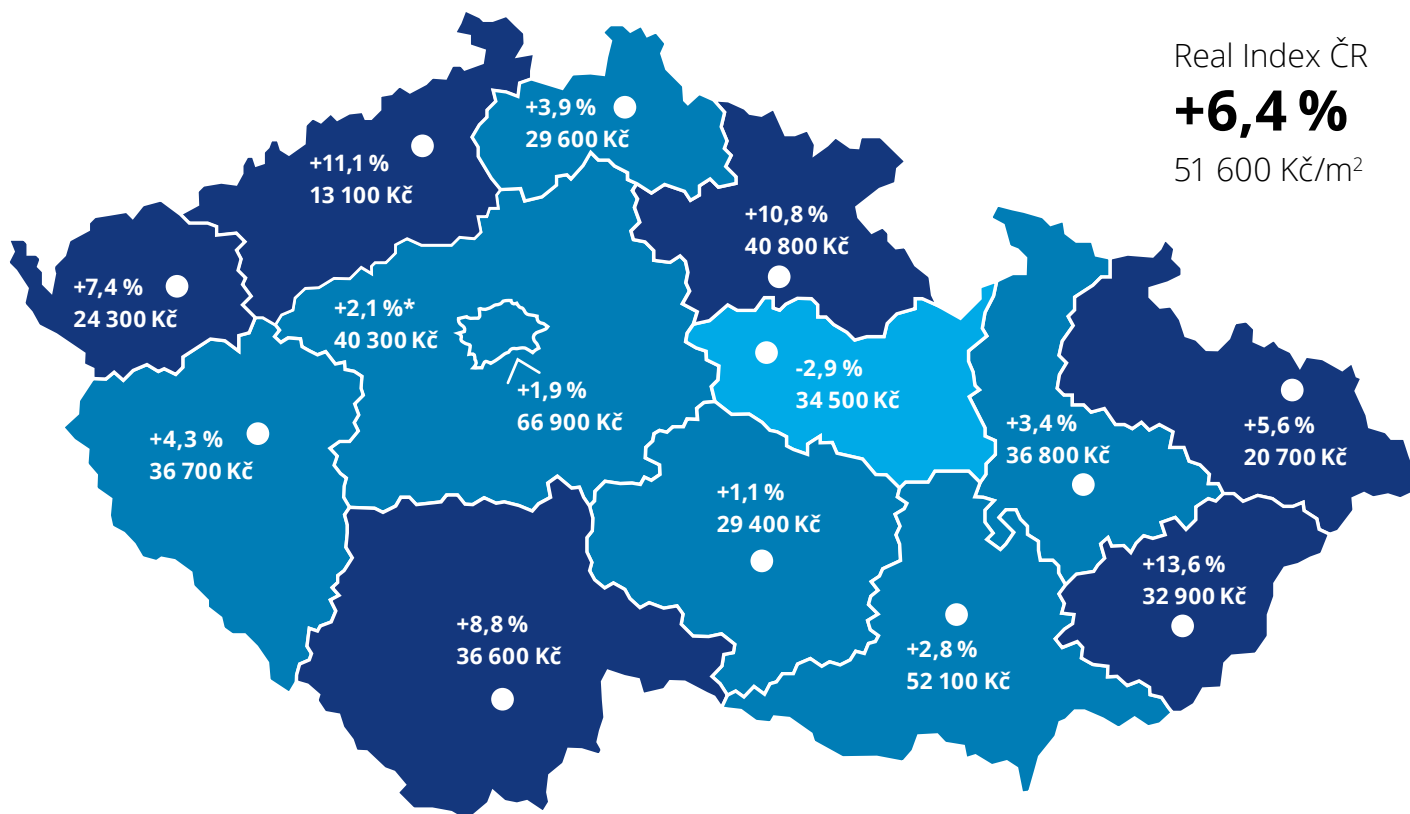 Real Index ČR
+6,4 %
51 600 Kč/m²
+3,9 %
29 600 Kč
+11,1 %
13 100 Kč
+10,8 %
40 800 Kč
+7,4 %
24 300 Kč
+2,1 %*
40 300 Kč
+1,9 %
66 900 Kč
-2,9 %
34 500 Kč
+4,3 %
36 700 Kč
+3,4 %
36 800 Kč
+5,6 %
20 700 Kč
+1,1 %
29 400 Kč
+13,6 %
32 900 Kč
+8,8 %
36 600 Kč
+2,8 %
52 100 Kč